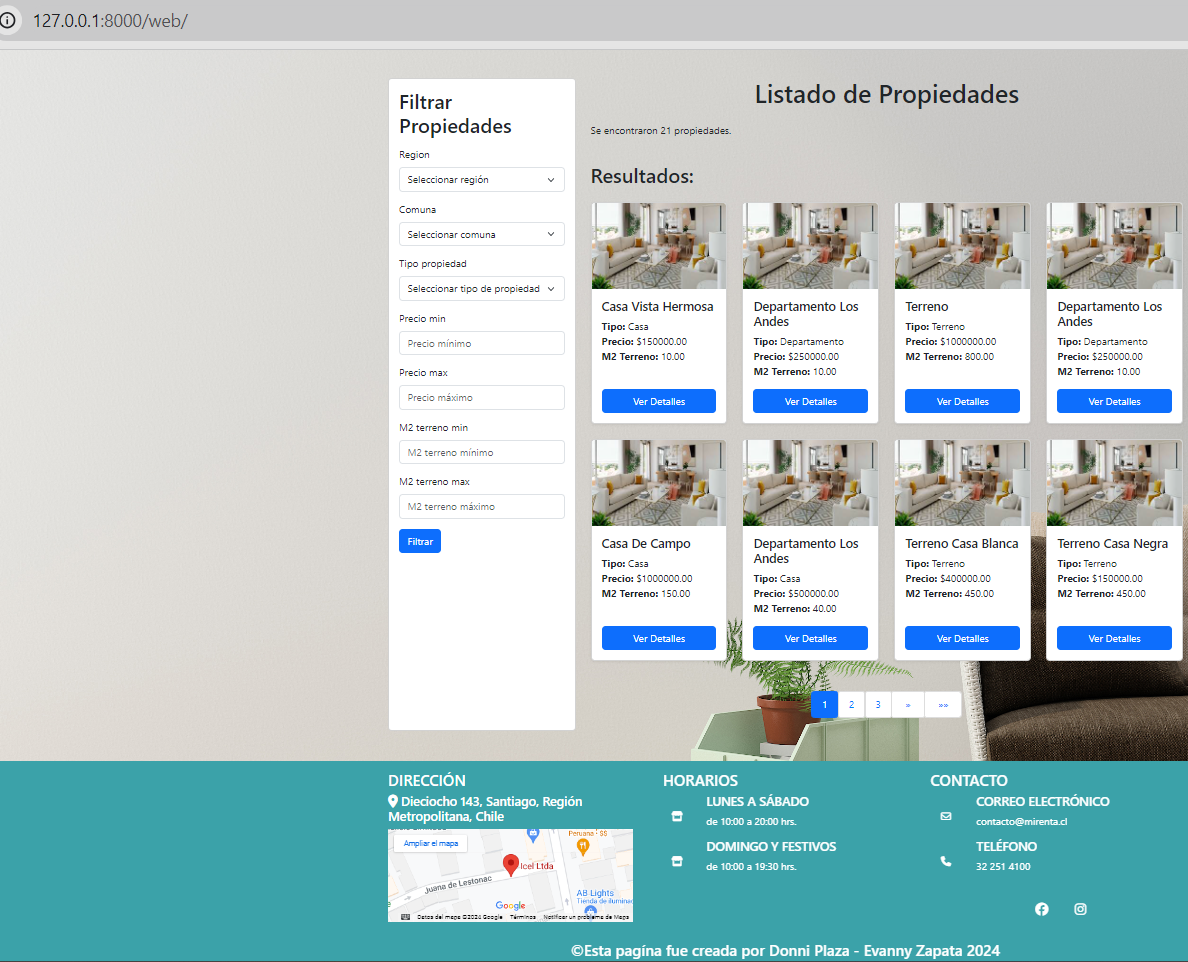 127.0.0.1:8000/web/
Filtrar
Propiedades
Region
Seleccionar región
Comuna
Seleccionar comuna
Tipo propiedad
Seleccionar tipo de propiedad
Precio min
Precio mínimo
Precio max
Precio máximo
M2 terreno min
M2 terreno mínimo
M2 terreno max
M2 terreno máximo
Filtrar
Listado de Propiedades
Se encontraron 21 propiedades.
Resultados:
Casa Vista Hermosa
Tipo: Casa
Precio: $150000.00
M2 Terreno: 10.00
Ver Detalles
Departamento Los
Andes
Tipo: Departamento
Precio: $250000.00
M2 Terreno: 10.00
Ver Detalles
Terreno
Tipo: Terreno
Precio: $1000000.00
M2 Terreno: 800.00
Ver Detalles
Departamento Los
Andes
Tipo: Departamento
Precio: $250000.00
M2 Terreno: 10.00
Ver Detalles
Casa De Campo
Tipo: Casa
Precio: $1000000.00
M2 Terreno: 150.00
Ver Detalles
Departamento Los
Andes
Tipo: Casa
Precio: $500000.00
M2 Terreno: 40.00
Ver Detalles
Terreno Casa Blanca
Tipo: Terreno
Precio: $400000.00
M2 Terreno: 450.00
Ver Detalles
Terreno Casa Negra
Tipo: Terreno
Precio: $150000.00
M2 Terreno: 450.00
Ver Detalles
1 2 3 » »»
DIRECCIÓN
Dieciocho 143, Santiago, Región
Metropolitana, Chile
Ampliar el mapa
Peruana - $$
Icel Ltda
Juana de Lestonac
AB Lights
Tienda de iluminac
Google
Datos del mapa ©2024 Google Términos Notificar un problema de Maps
HORARIOS
LUNES A SÁBADO
de 10:00 a 20:00 hrs.
DOMINGO Y FESTIVOS
de 10:00 a 19:30 hrs.
CONTACTO
CORREO ELECTRÓNICO
contacto@mirenta.cl
TELÉFONO
32 251 4100
©Esta pagína fue creada por Donni Plaza - Evanny Zapata 2024